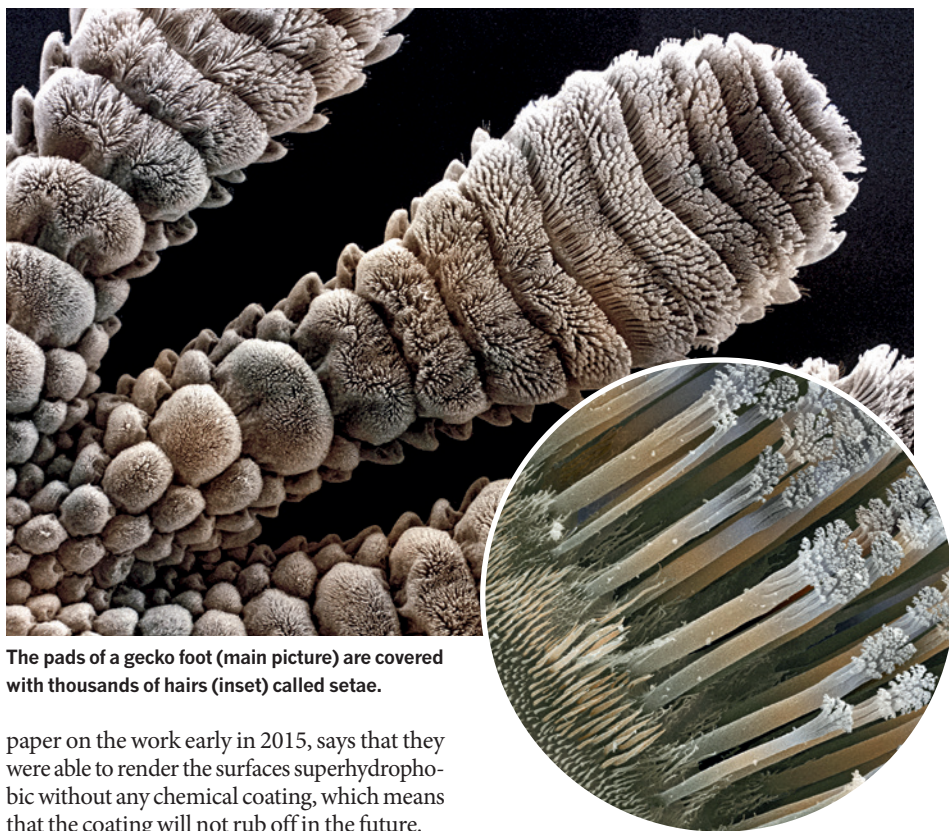 The pads of a gecko foot (main picture) are covered
with thousands of hairs (inset) called setae.
paper on the work early in 2015, says that they
were able to render the surfaces superhydropho-
bic without any chemical coating, which means
that the coating will not rub off in the future.